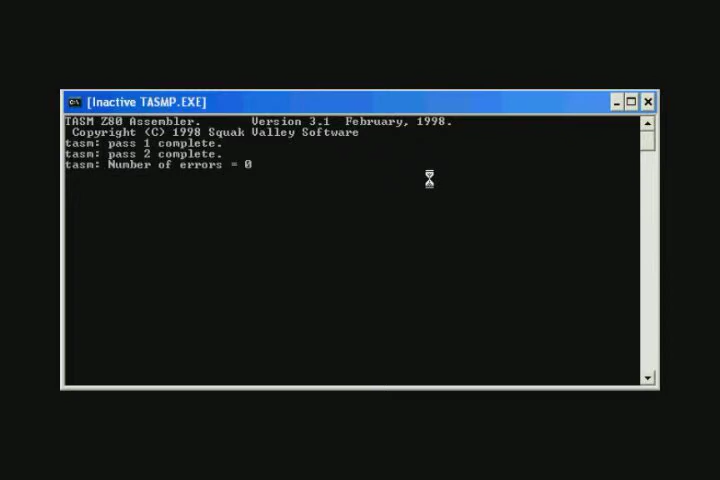 [Inactive TASMP.EXE]
TASM Z80 Assembler. Version 3.1 February, 1998.
Copyright (C) 1998 Squak Valley Software
tasm: pass 1 complete.
tasm: pass 2 complete.
tasm: Number of errors = 0